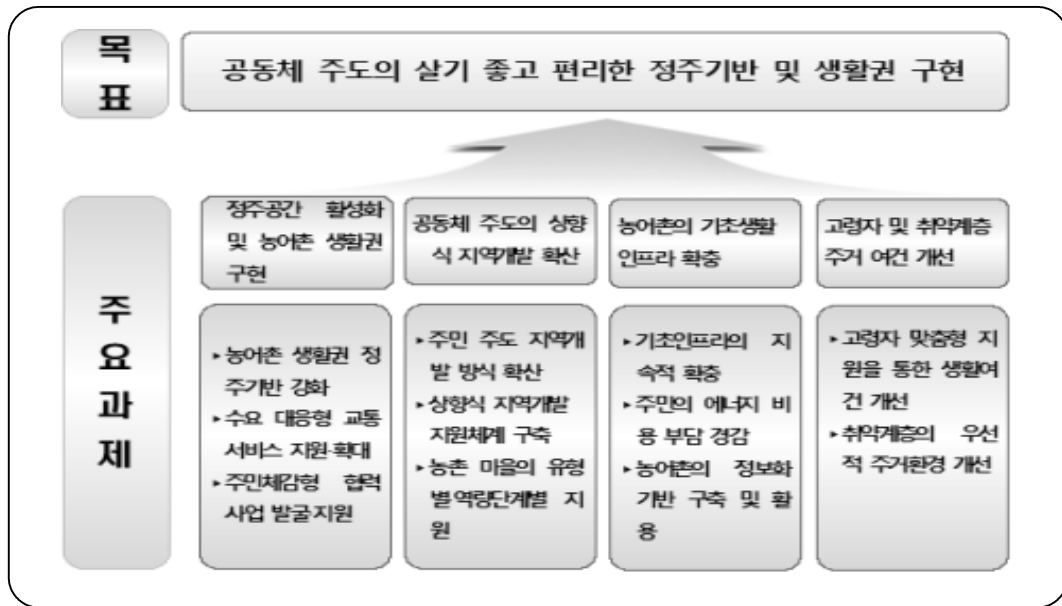 목
표
공동체 주도의 살기 좋고 편리한 정주기반 및 생활권 구현
주
요
과
제
정주공간 활성화
및 농어촌 생활권
구현
공동체 주도의 상향
식 지역개발 확산
농어촌의 기초생활
인프라 확충
고령자 및 취약계층
주거 여건 개선
▸농어촌 생활권 정
주기반 강화
▸수요 대응형 교통
서비스 지원·확대
▸주민체감형 협력
사업 발굴·지원
▸주민 주도 지역개
발 방식 확산
▸상향식 지역개발
지원체계 구축
▸농촌 마을의 유형
별·역량단계별 지
원
▸기초인프라의 지
속적 확충
▸주민의 에너지 비
용 부담 경감
▸농어촌의 정보화
기반 구축 및 활
용
▸고령자 맞춤형 지
원을 통한 생활여
건 개선
▸취약계층의 우선
적 주거환경 개선